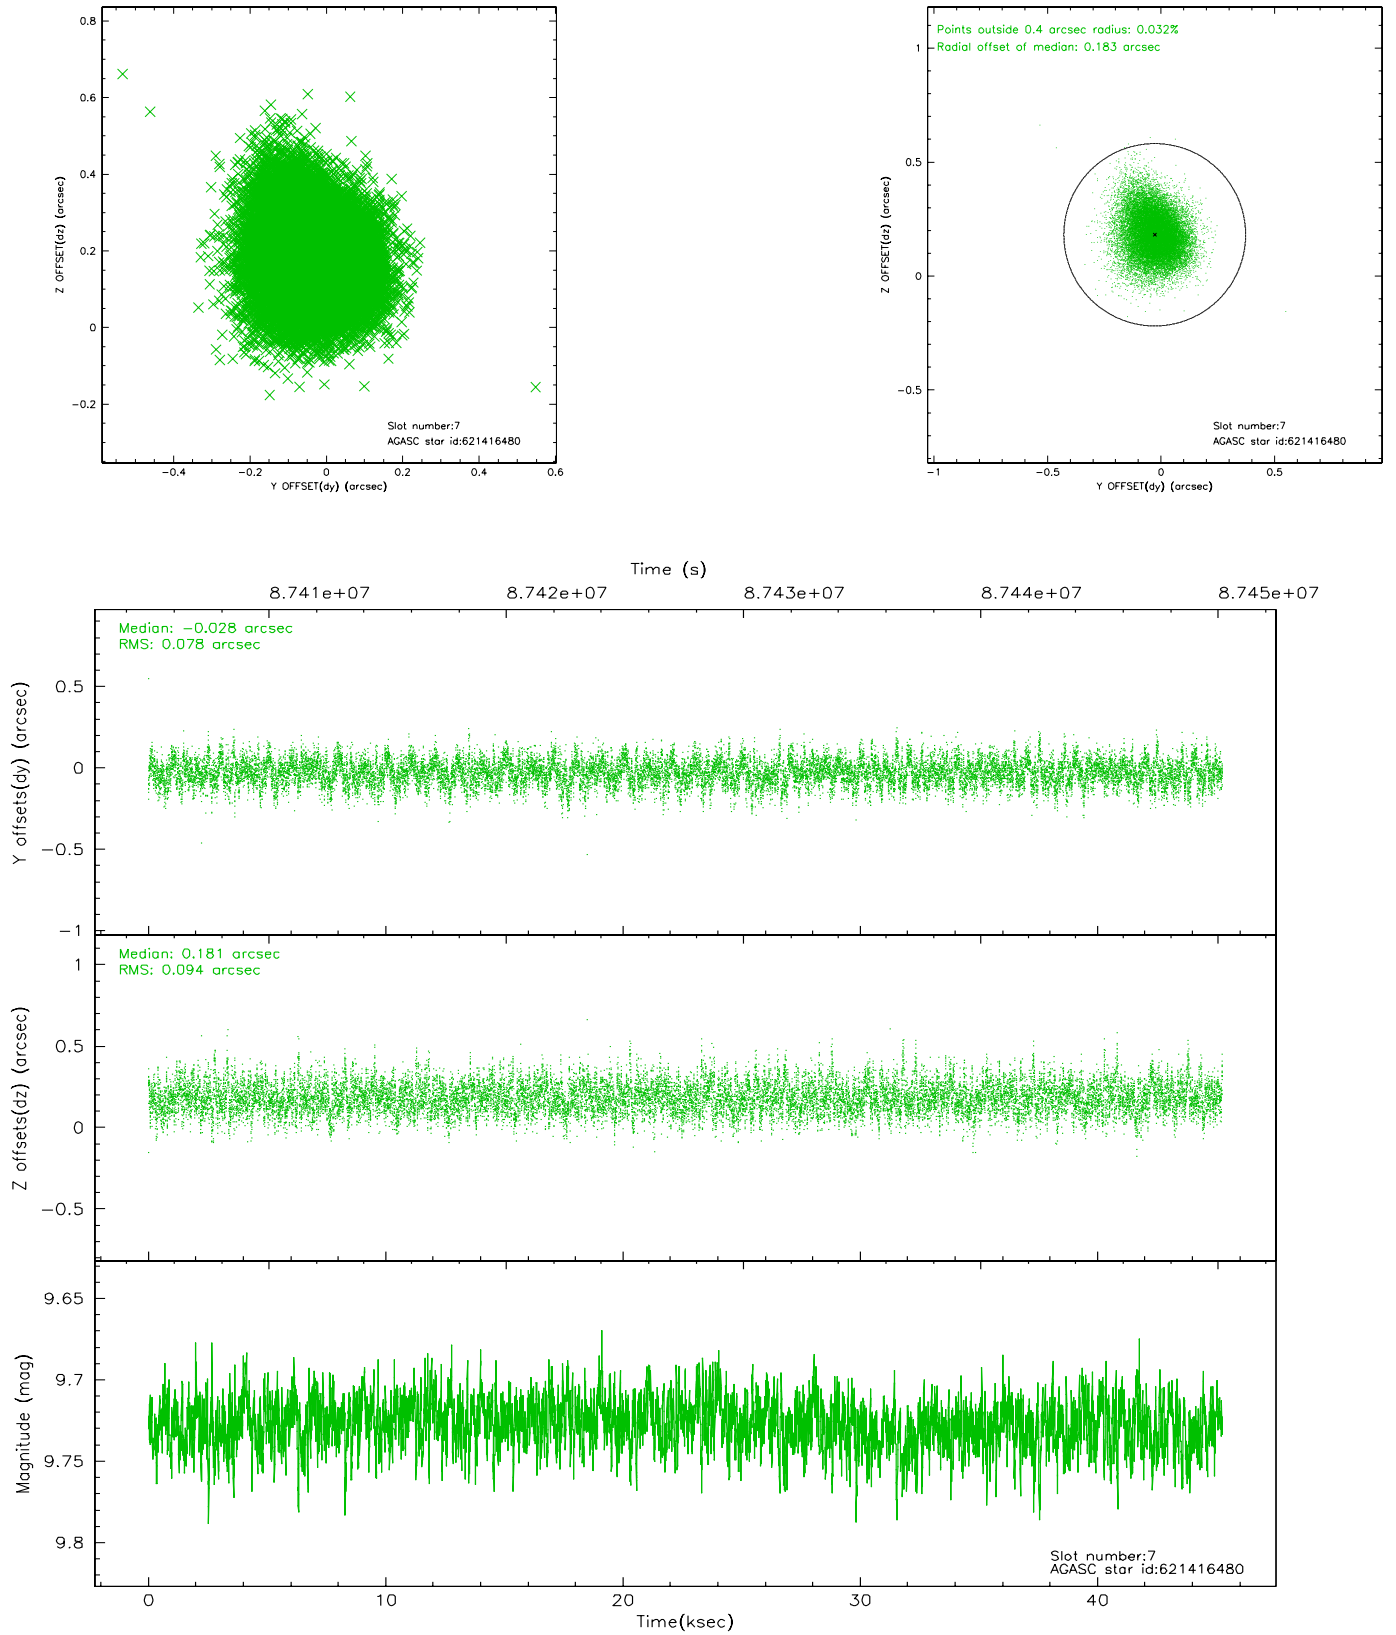 0.8
0.6
0.4
0.2
0
−0.2
−0.4
−0.2
0
0.2
0.4
0.6
Z OFFSET(dz) (arcsec)
Y OFFSET(dy) (arcsec)
Slot number:7
AGASC star id:621416480
Points outside 0.4 arcsec radius: 0.032%
Radial offset of median: 0.183 arcsec
1
0.5
0
−0.5
−1
−0.5
0
0.5
Z OFFSET(dz) (arcsec)
Y OFFSET(dy) (arcsec)
Slot number:7
AGASC star id:621416480
Time (s)
8.741e+07 8.742e+07 8.743e+07 8.744e+07 8.745e+07
Median: −0.028 arcsec
RMS: 0.078 arcsec
0.5
0
−0.5
−1
Y offsets(dy) (arcsec)
Median: 0.181 arcsec
RMS: 0.094 arcsec
1
0.5
0
−0.5
Z offsets(dz) (arcsec)
9.65
9.7
9.75
9.8
Magnitude (mag)
Slot number:7
AGASC star id:621416480
0 10 20 30 40
Time(ksec)